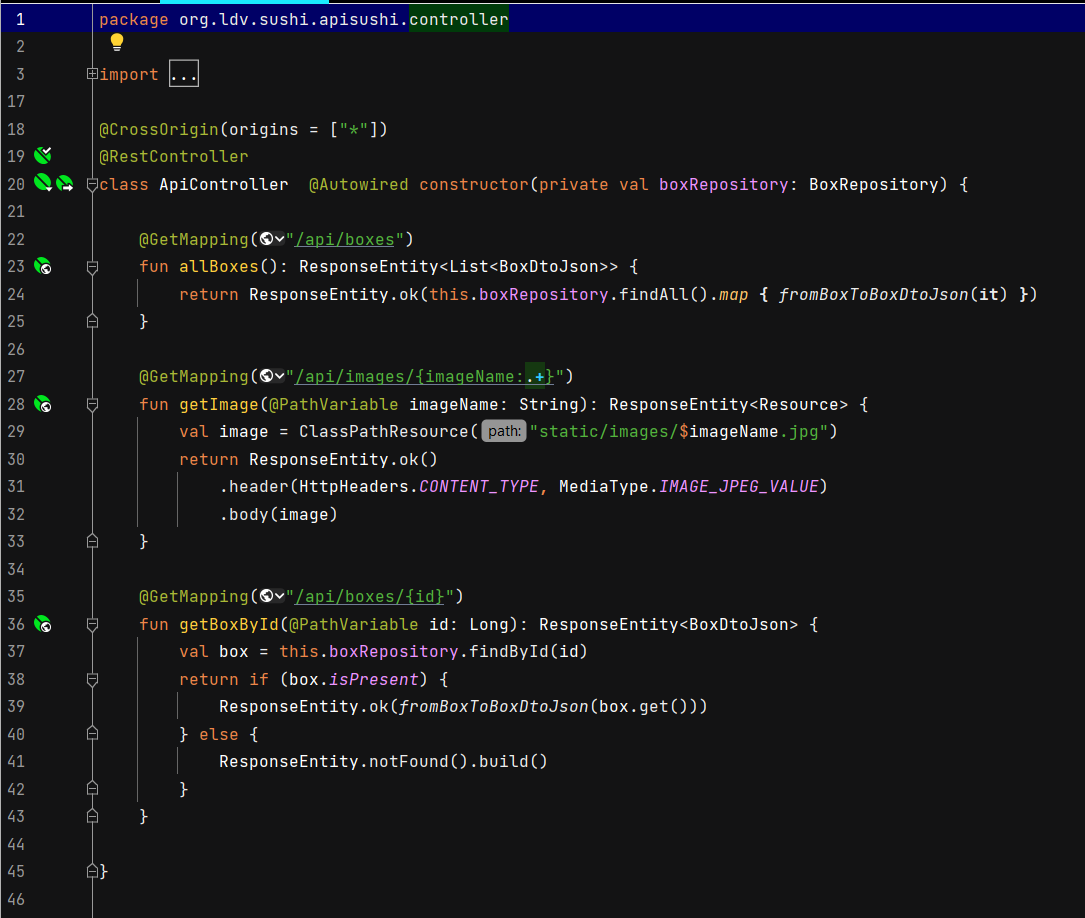 1 package org.ldv.sushi.apisushi.controller
2
3 import ...
17
18 @CrossOrigin(origins = ["*"])
19 @RestController
20 class ApiController  @Autowired constructor(private val boxRepository: BoxRepository) {
21
22     @GetMapping("/api/boxes")
23     fun allBoxes(): ResponseEntity<List<BoxDtoJson>> {
24         return ResponseEntity.ok(this.boxRepository.findAll().map { fromBoxToBoxDtoJson(it) })
25     }
26
27     @GetMapping("/api/images/{imageName:.+}")
28     fun getImage(@PathVariable imageName: String): ResponseEntity<Resource> {
29         val image = ClassPathResource( path: "static/images/$imageName.jpg")
30         return ResponseEntity.ok()
31             .header(HttpHeaders.CONTENT_TYPE, MediaType.IMAGE_JPEG_VALUE)
32             .body(image)
33     }
34
35     @GetMapping("/api/boxes/{id}")
36     fun getBoxById(@PathVariable id: Long): ResponseEntity<BoxDtoJson> {
37         val box = this.boxRepository.findById(id)
38         return if (box.isPresent) {
39             ResponseEntity.ok(fromBoxToBoxDtoJson(box.get()))
40         } else {
41             ResponseEntity.notFound().build()
42         }
43     }
44
45 }
46